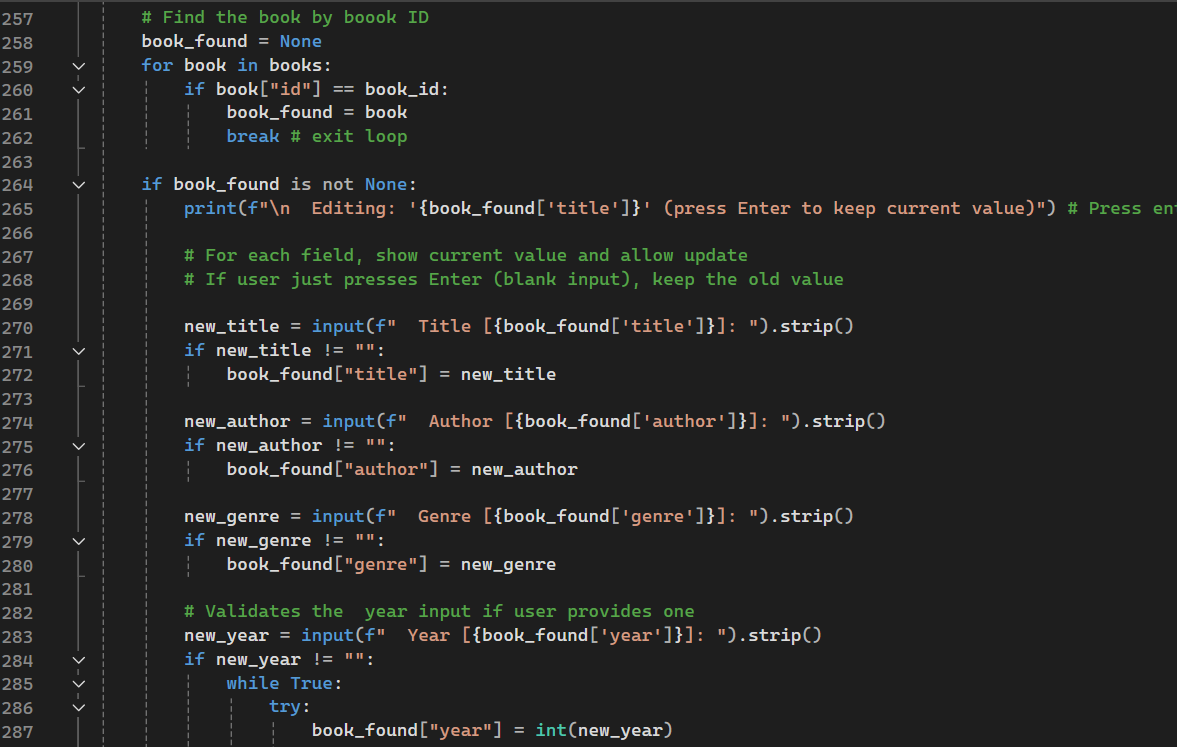 257 # Find the book by boook ID
258 book_found = None
259 for book in books:
260 if book["id"] == book_id:
261 book_found = book
262 break # exit loop
263
264 if book_found is not None:
265 print(f"\n  Editing: '{book_found['title']}' (press Enter to keep current value)") # Press en
266
267 # For each field, show current value and allow update
268 # If user just presses Enter (blank input), keep the old value
269
270 new_title = input(f"  Title [{book_found['title']}]: ").strip()
271 if new_title != "":
272 book_found["title"] = new_title
273
274 new_author = input(f"  Author [{book_found['author']}]: ").strip()
275 if new_author != "":
276 book_found["author"] = new_author
277
278 new_genre = input(f"  Genre [{book_found['genre']}]: ").strip()
279 if new_genre != "":
280 book_found["genre"] = new_genre
281
282 # Validates the  year input if user provides one
283 new_year = input(f"  Year [{book_found['year']}]: ").strip()
284 if new_year != "":
285 while True:
286 try:
287 book_found["year"] = int(new_year)